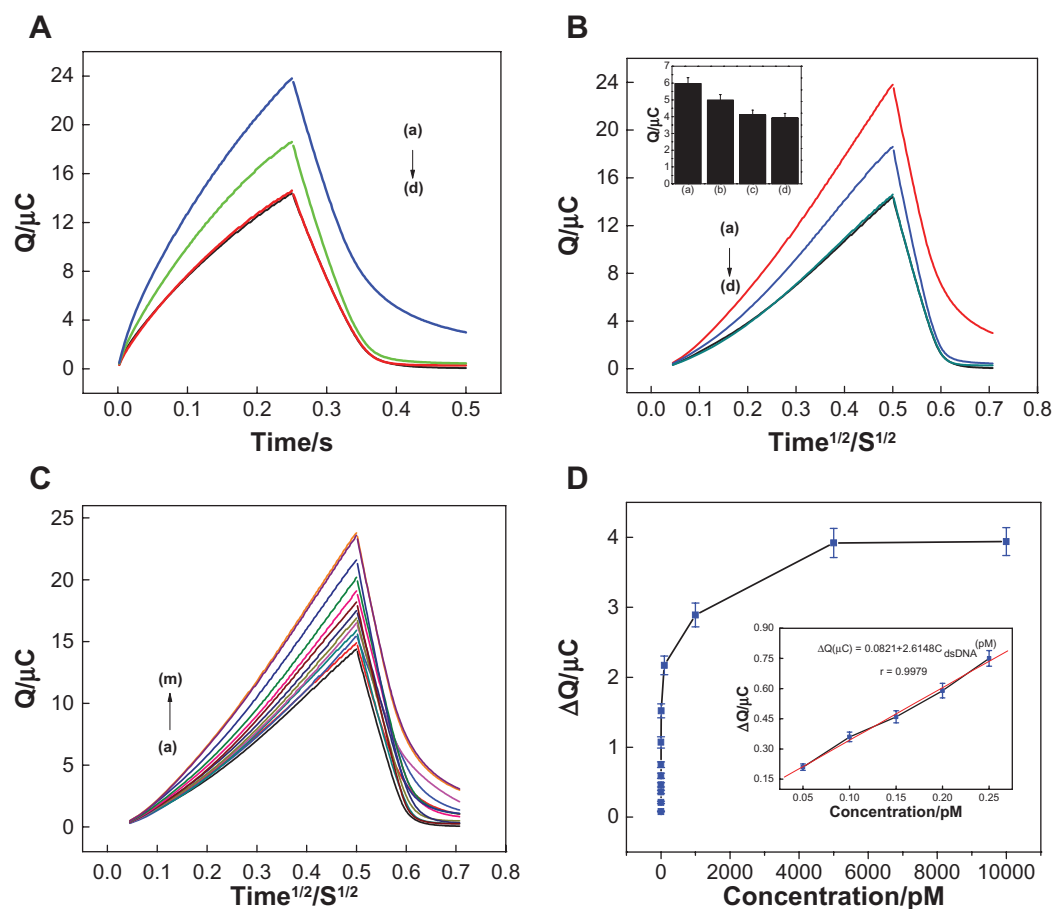 A
Q/μC
24
20
16
12
8
4
0
(a)
(d)
0.0 0.1 0.2 0.3 0.4 0.5
Time/s
B
Q/μC
24
20
16
12
8
4
0
Q/μC
7
6
5
4
3
2
1
0
(a) (b) (c) (d)
(a)
(d)
0.0 0.1 0.2 0.3 0.4 0.5 0.6 0.7 0.8
Time1/2/S1/2
C
Q/μC
25
20
15
10
5
0
(m)
(a)
0.0 0.1 0.2 0.3 0.4 0.5 0.6 0.7 0.8
Time1/2/S1/2
D
ΔQ/μC
4
3
2
1
0
ΔQ/μC
0.90
0.75
0.60
0.45
0.30
0.15
ΔQ(μC) = 0.0821+2.6148C dsDNA (pM)
r = 0.9979
0.05 0.10 0.15 0.20 0.25
Concentration/pM
0 2000 4000 6000 8000 10000
Concentration/pM